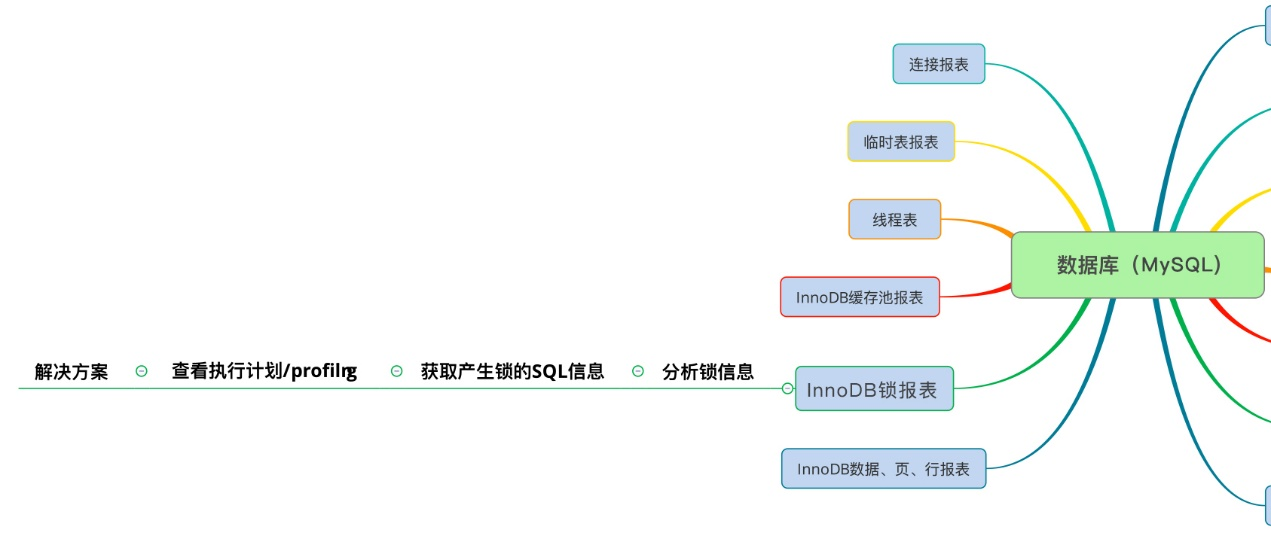 连接报表
临时表报表
线程表
数据库（MySQL）
InnoDB缓存池报表
解决方案
查看执行计划/profilng
获取产生锁的SQL信息
分析锁信息
InnoDB锁报表
InnoDB数据、页、行报表